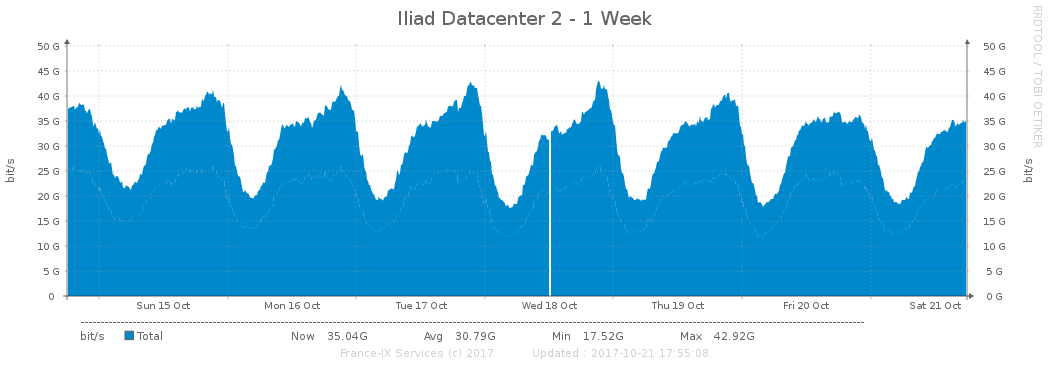 Iliad Datacenter 2 - 1 Week
RRDTOOL / TOBI OETIKER
bit/s
bit/s
50 G 50 G
45 G 45 G
40 G 40 G
35 G 35 G
30 G 30 G
25 G 25 G
20 G 20 G
15 G 15 G
10 G 10 G
5 G 5 G
0 0 G
Sun 15 Oct Mon 16 Oct Tue 17 Oct Wed 18 Oct Thu 19 Oct Fri 20 Oct Sat 21 Oct
bit/s Total Now 35.04G Avg 30.79G Min 17.52G Max 42.92G
France-IX Services (c) 2017 Updated : 2017-10-21 17:55:08